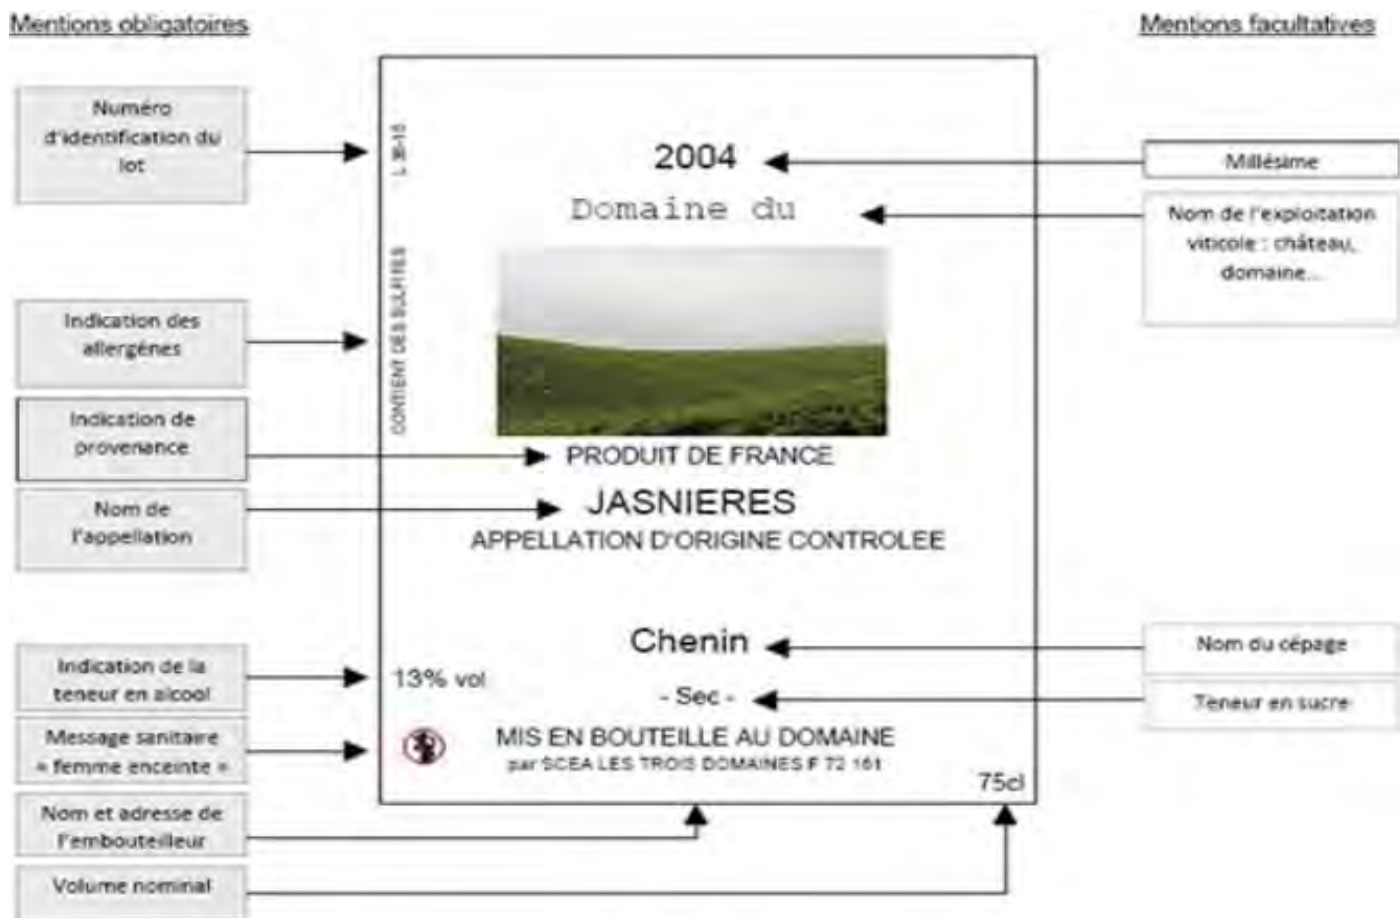 Mentions obligatoires
Mentions facultatives
Numéro
d'identification du
lot
Indication des
allergènes
Indication de
provenance
Nom de
l'appellation
Indication de la
teneur en alcool
Message sanitaire
« femme enceinte »
Nom et adresse de
l'embouteilleur
Volume nominal
CONTIENT DES SULFITES
2004
Domaine du
PRODUIT DE FRANCE
JASNIERES
APPELLATION D'ORIGINE CONTROLEE
Chenin
13% vol
- Sec -
MIS EN BOUTEILLE AU DOMAINE
par SCEA LES TROIS DOMAINES F 72 161
75cl
Millésime
Nom de l'exploitation
viticole : château,
domaine...
Nom du cépage
Teneur en sucre